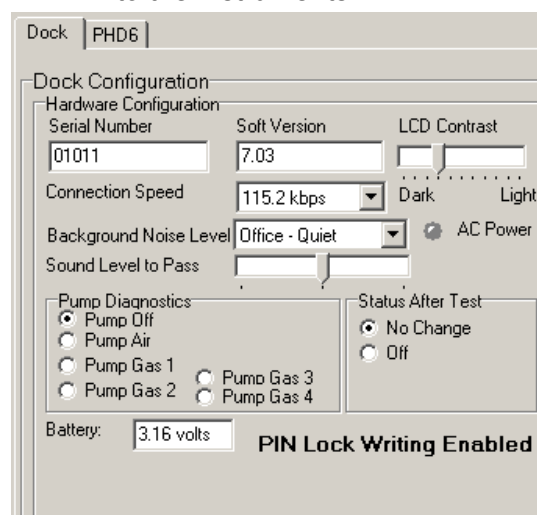 Dock PHD6
Dock Configuration
Hardware Configuration
Serial Number Soft Version LCD Contrast
01011 7.03
Connection Speed 115.2 kbps Dark Light
Background Noise Level Office - Quiet AC Power
Sound Level to Pass
Pump Diagnostics Status After Test
Pump Off No Change
Pump Air Off
Pump Gas 1
Pump Gas 3
Pump Gas 2 Pump Gas 4
Battery: 3.16 volts PIN Lock Writing Enabled